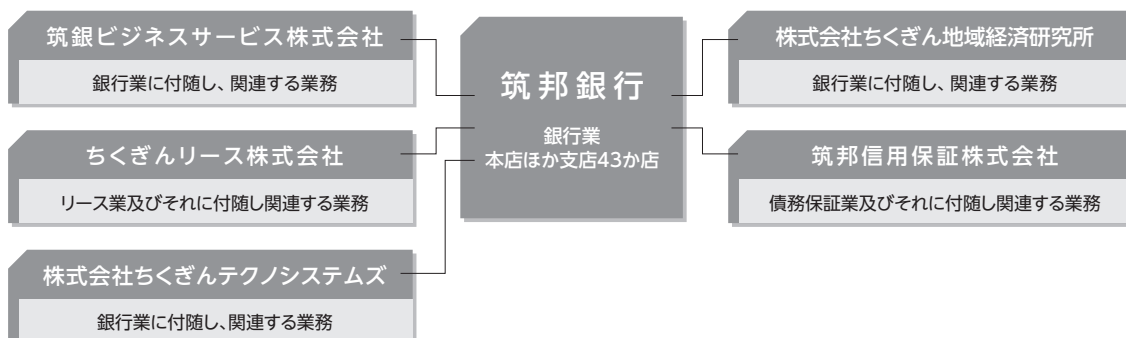 筑銀ビジネスサービス株式会社
銀行業に付随し、関連する業務
ちくぎんリース株式会社
リース業及びそれに付随し関連する業務
株式会社ちくぎんテクノシステムズ
銀行業に付随し、関連する業務
筑邦銀行
銀行業
本店ほか支店43か店
株式会社ちくぎん地域経済研究所
銀行業に付随し、関連する業務
筑邦信用保証株式会社
債務保証業及びそれに付随し関連する業務